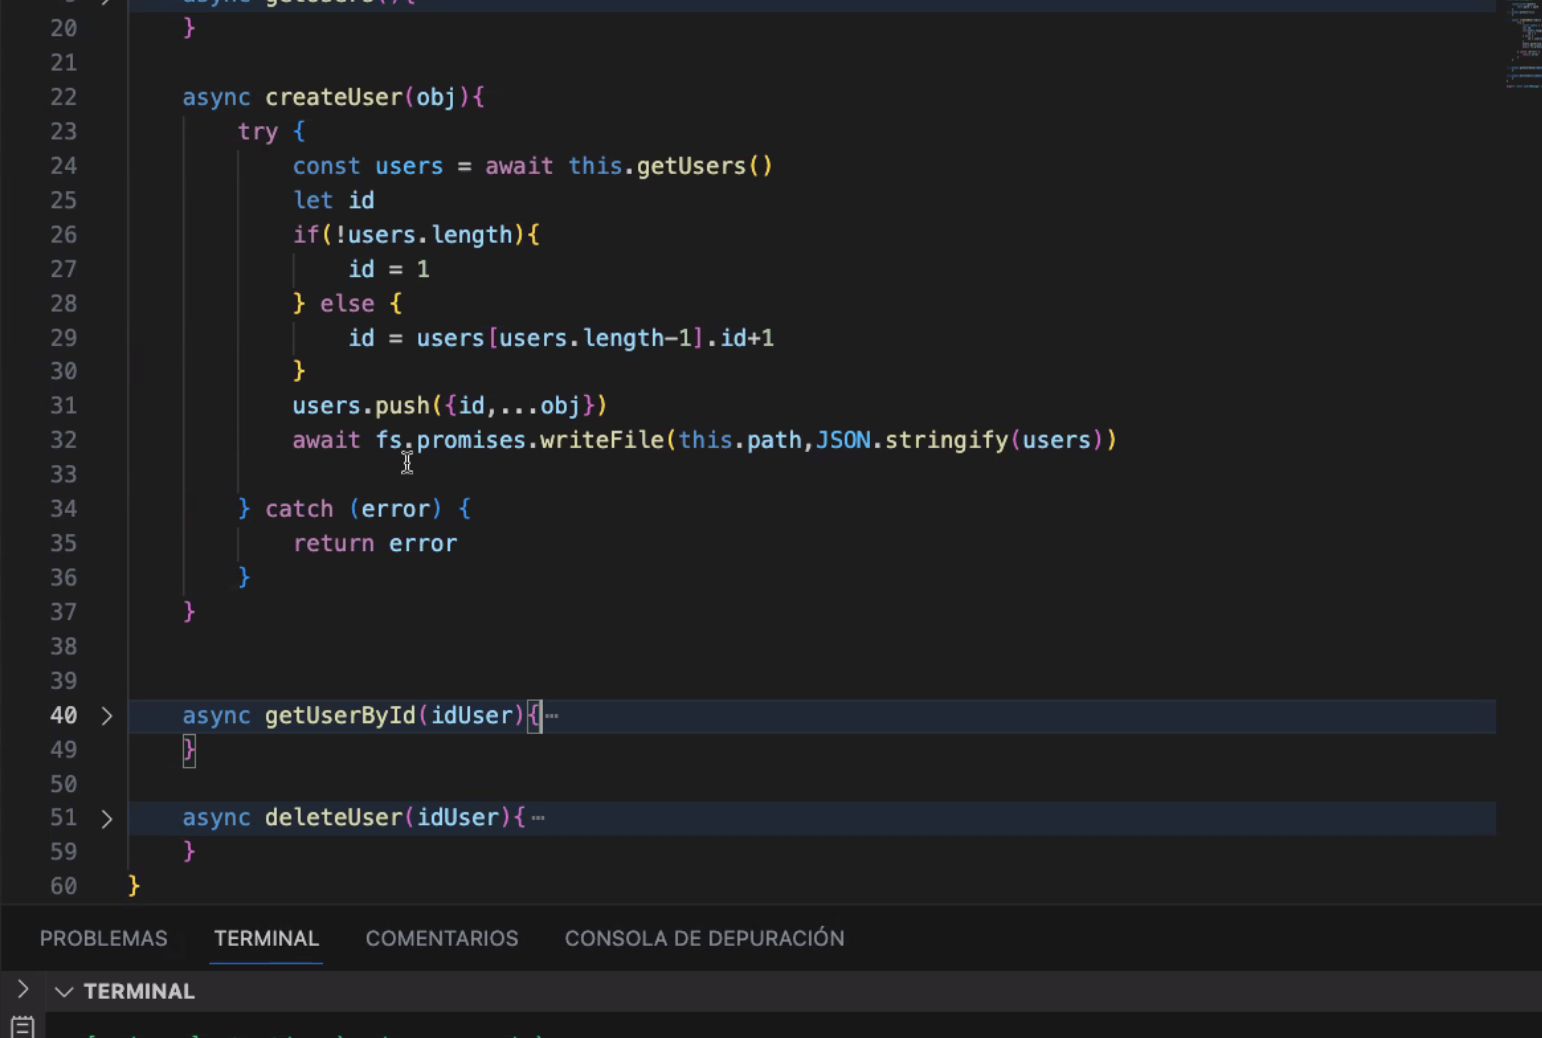 async getUsers(){
20 }
21
22 async createUser(obj){
23 try {
24 const users = await this.getUsers()
25 let id
26 if(!users.length){
27 id = 1
28 } else {
29 id = users[users.length-1].id+1
30 }
31 users.push({id,...obj})
32 await fs.promises.writeFile(this.path,JSON.stringify(users))
33
34 } catch (error) {
35 return error
36 }
37 }
38
39
40 async getUserById(idUser){⋯
49 }
50
51 async deleteUser(idUser){⋯
59 }
60 }
PROBLEMAS TERMINAL COMENTARIOS CONSOLA DE DEPURACIÓN
TERMINAL